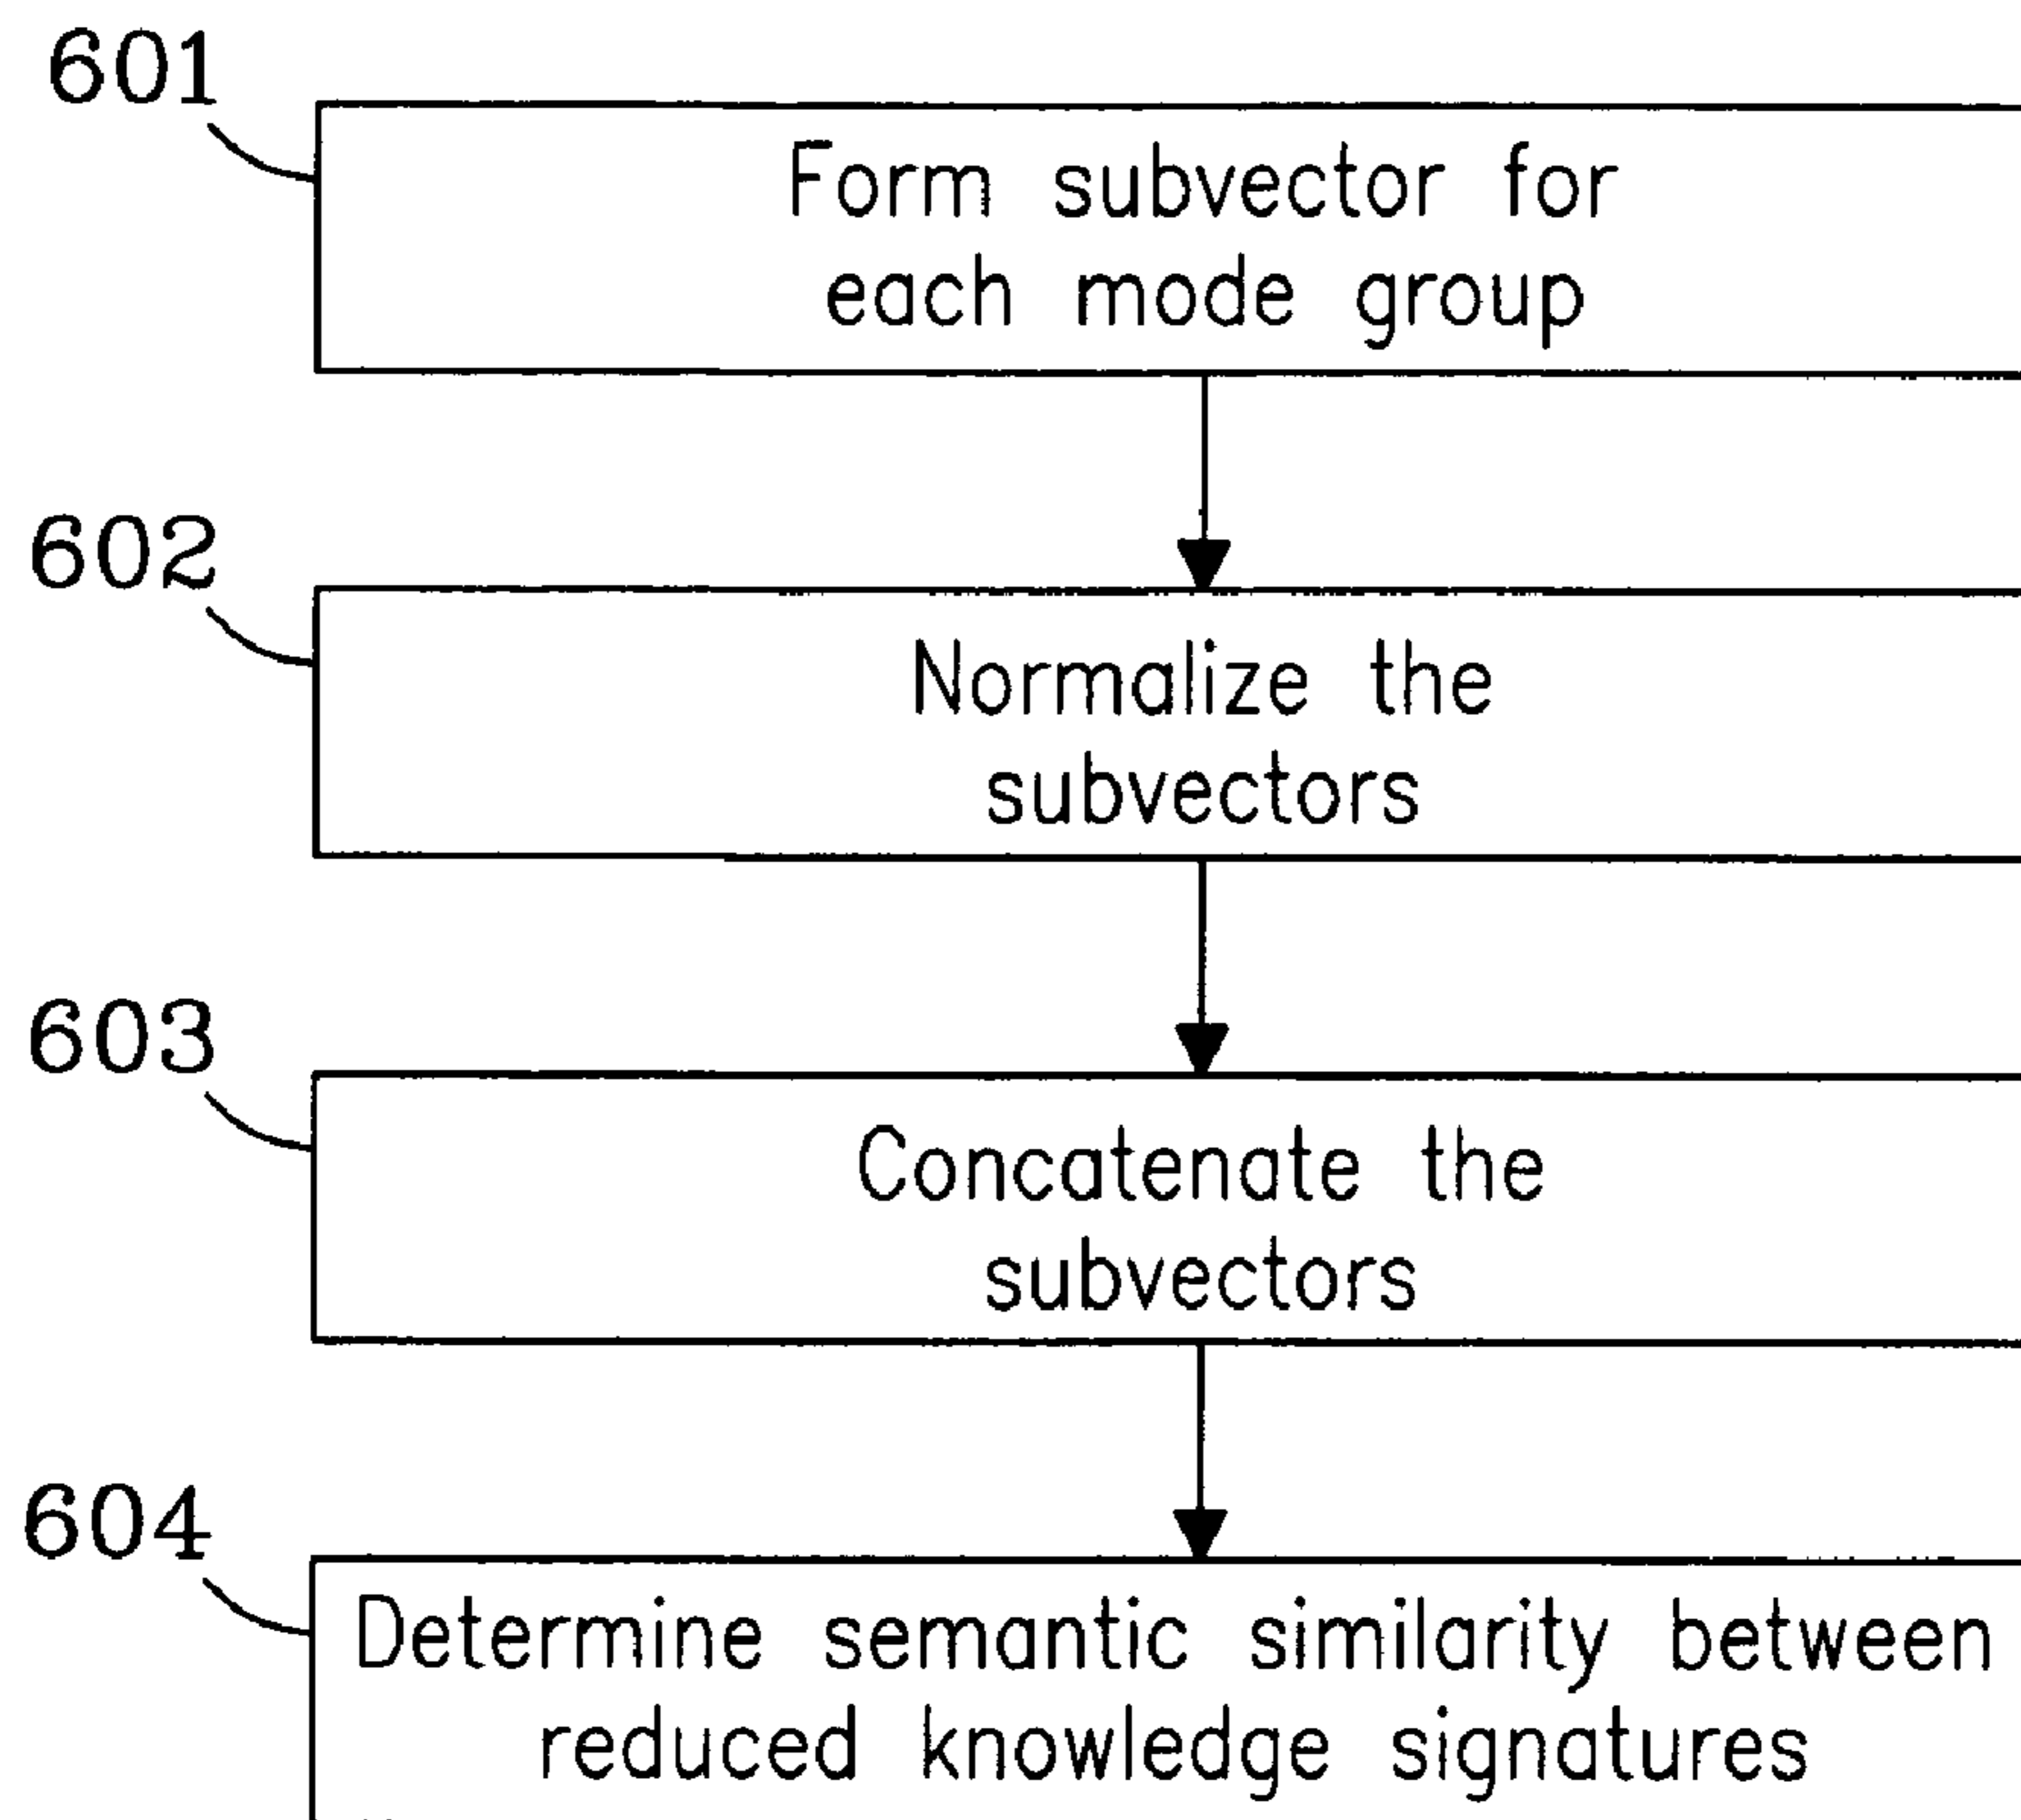 601
Form subvector for
each mode group
602
Normalize the
subvectors
603
Concatenate the
subvectors
604
Determine semantic similarity between
reduced knowledge signatures